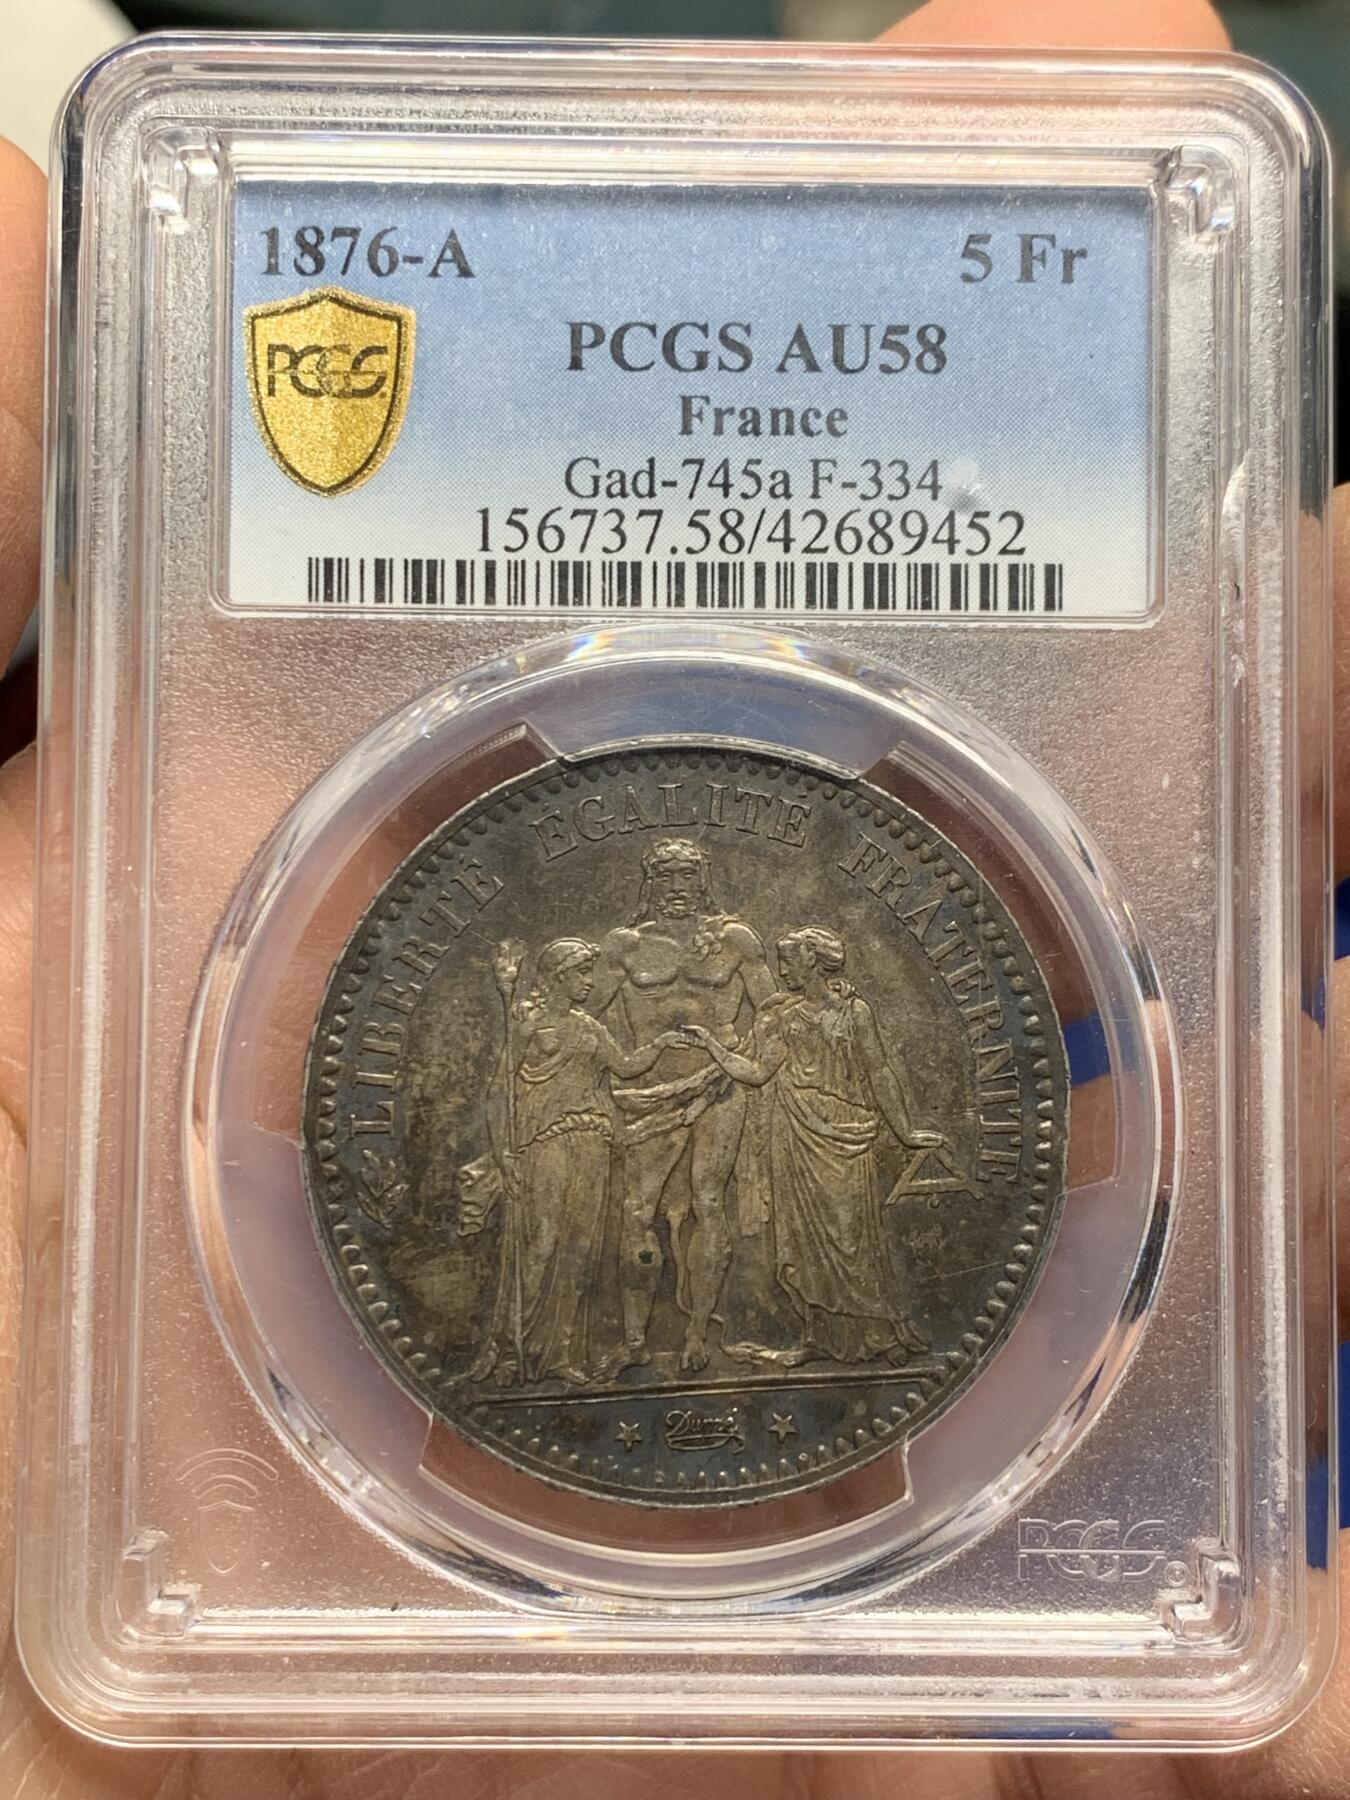 1876-A 5 Fr
PCGS
PCGS AU58
France
Gad-745a F-334
156737.58/42689452
LIBERTÉ ÉGALITÉ FRATERNITÉ
Dupré
PCGS